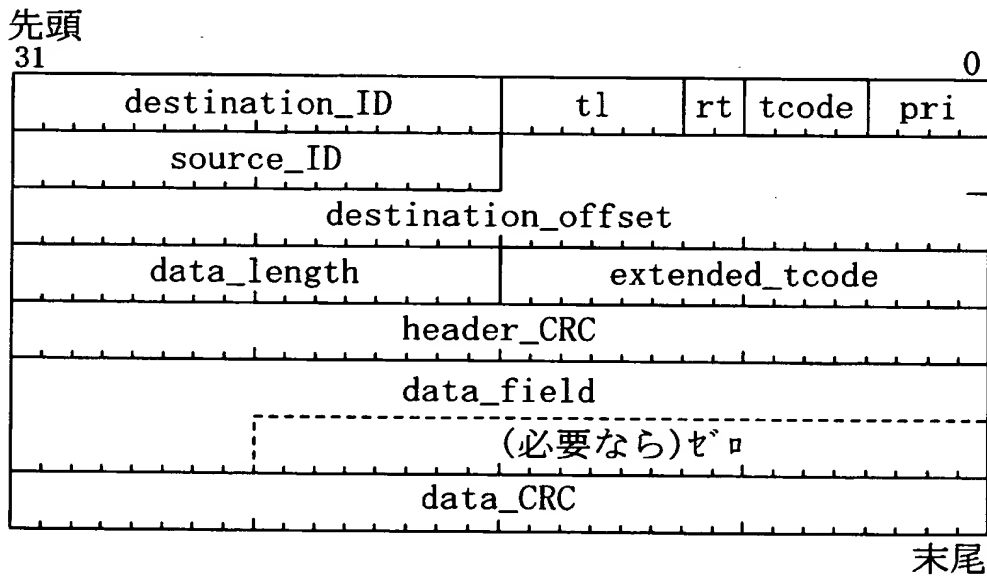 先頭
31 0
destination_ID tl rt tcode pri
source_ID
destination_offset
data_length extended_tcode
header_CRC
data_field
(必要なら)ｾﾞﾛ
data_CRC
末尾